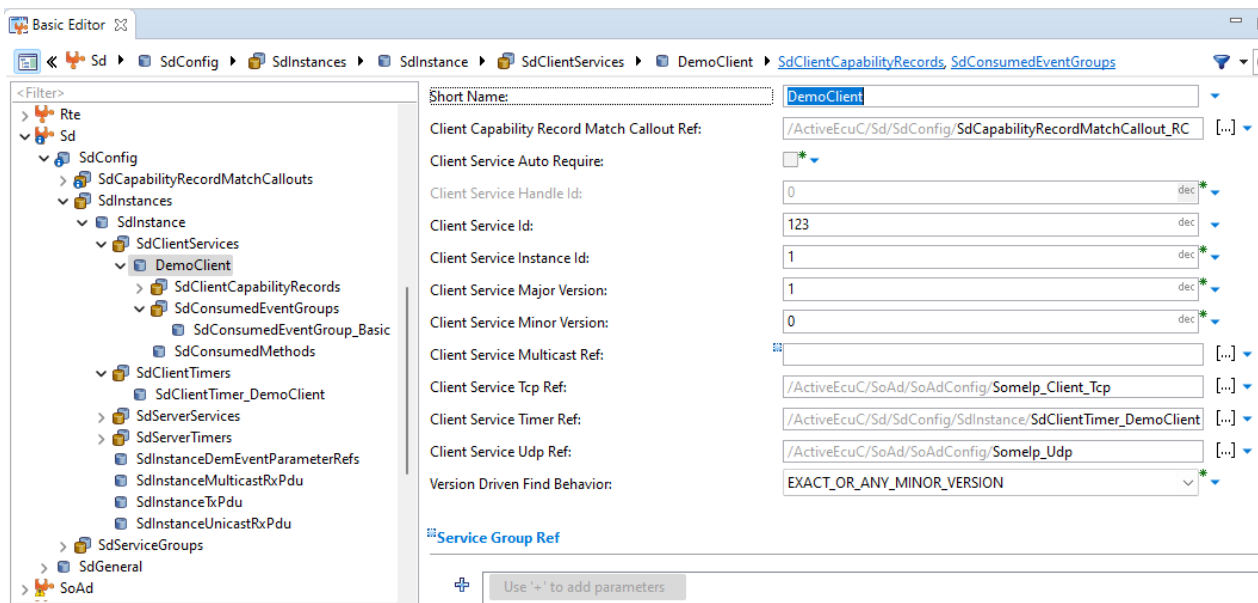 Basic Editor
Sd SdConfig SdInstances SdInstance SdClientServices DemoClient SdClientCapabilityRecords, SdConsumedEventGroups
<Filter>
Rte
Sd
SdConfig
SdCapabilityRecordMatchCallouts
SdInstances
SdInstance
SdClientServices
DemoClient
SdClientCapabilityRecords
SdConsumedEventGroups
SdConsumedEventGroup_Basic
SdConsumedMethods
SdClientTimers
SdClientTimer_DemoClient
SdServerServices
SdServerTimers
SdInstanceDemEventParameterRefs
SdInstanceMulticastRxPdu
SdInstanceTxPdu
SdInstanceUnicastRxPdu
SdServiceGroups
SdGeneral
SoAd
Short Name: DemoClient
Client Capability Record Match Callout Ref: /ActiveEcuC/Sd/SdConfig/SdCapabilityRecordMatchCallout_RC [...]
Client Service Auto Require:
Client Service Handle Id: 0 dec
Client Service Id: 123 dec
Client Service Instance Id: 1 dec
Client Service Major Version: 1 dec
Client Service Minor Version: 0 dec
Client Service Multicast Ref: [...]
Client Service Tcp Ref: /ActiveEcuC/SoAd/SoAdConfig/SomeIp_Client_Tcp [...]
Client Service Timer Ref: /ActiveEcuC/Sd/SdConfig/SdInstance/SdClientTimer_DemoClient [...]
Client Service Udp Ref: /ActiveEcuC/SoAd/SoAdConfig/SomeIp_Udp [...]
Version Driven Find Behavior: EXACT_OR_ANY_MINOR_VERSION
Service Group Ref
Use '+' to add parameters